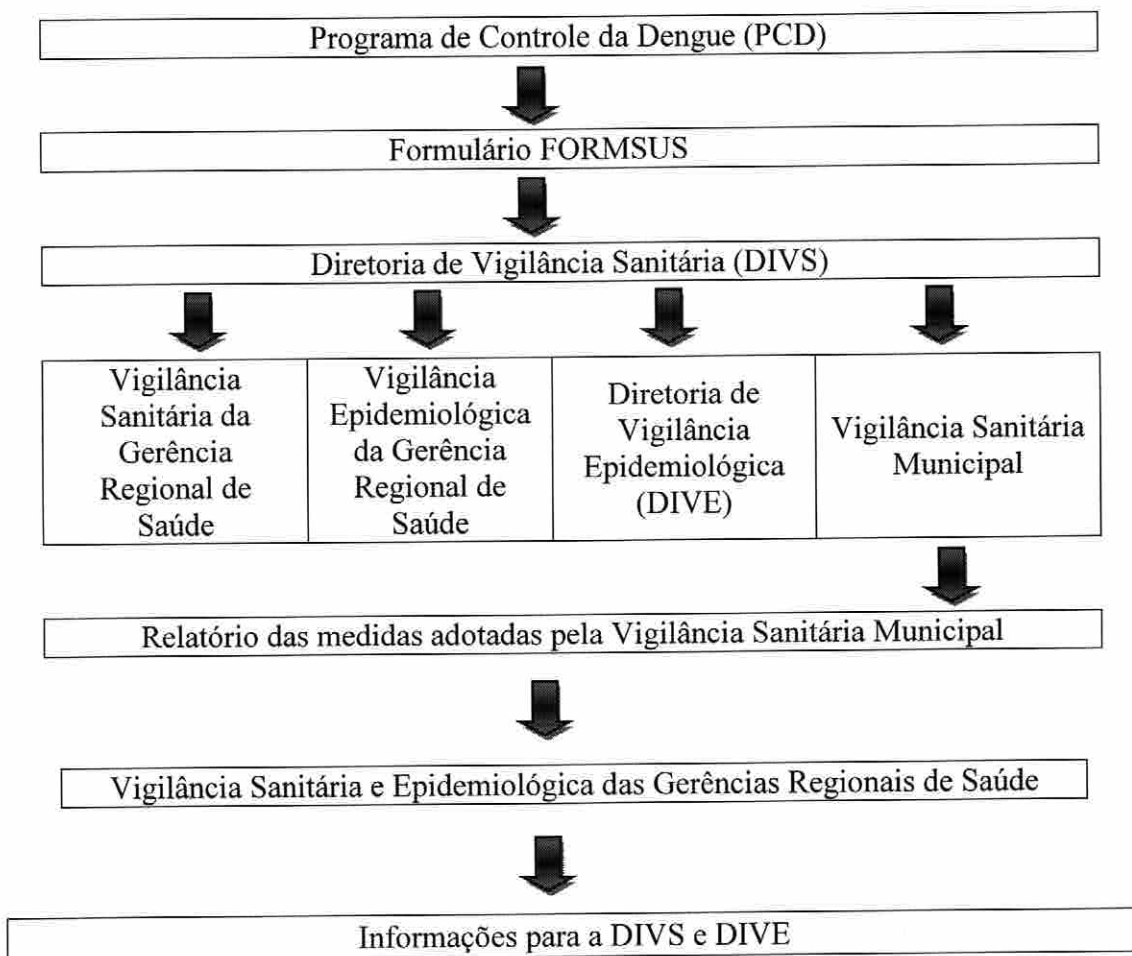 Programa de Controle da Dengue (PCD)
Formulário FORMSUS
Diretoria de Vigilância Sanitária (DIVS)
Vigilância
Sanitária da
Gerência
Regional de
Saúde
Vigilância
Epidemiológica
da Gerência
Regional de
Saúde
Diretoria de
Vigilância
Epidemiológica
(DIVE)
Vigilância Sanitária
Municipal
Relatório das medidas adotadas pela Vigilância Sanitária Municipal
Vigilância Sanitária e Epidemiológica das Gerências Regionais de Saúde
Informações para a DIVS e DIVE